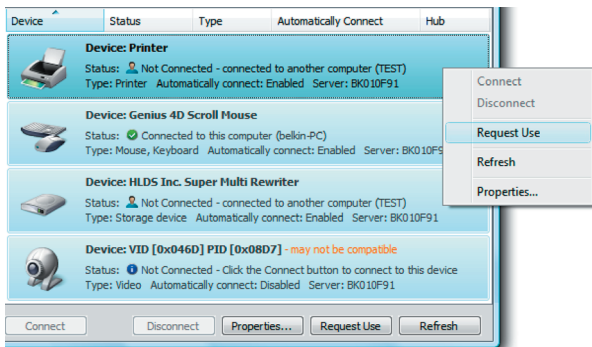 Device Status Type Automatically Connect Hub
Device: Printer
Status: Not Connected - connected to another computer (TEST)
Type: Printer Automatically connect: Enabled Server: BK010F91
Device: Genius 4D Scroll Mouse
Status: Connected to this computer (belkin-PC)
Type: Mouse, Keyboard Automatically connect: Enabled Server: BK010F9
Device: HLDS Inc. Super Multi Rewriter
Status: Not Connected - connected to another computer (TEST)
Type: Storage device Automatically connect: Enabled Server: BK010F91
Device: VID [0x046D] PID [0x08D7] - may not be compatible
Status: Not Connected - Click the Connect button to connect to this device
Type: Video Automatically connect: Disabled Server: BK010F91
Connect Disconnect Properties... Request Use Refresh
Connect
Disconnect
Request Use
Refresh
Properties...